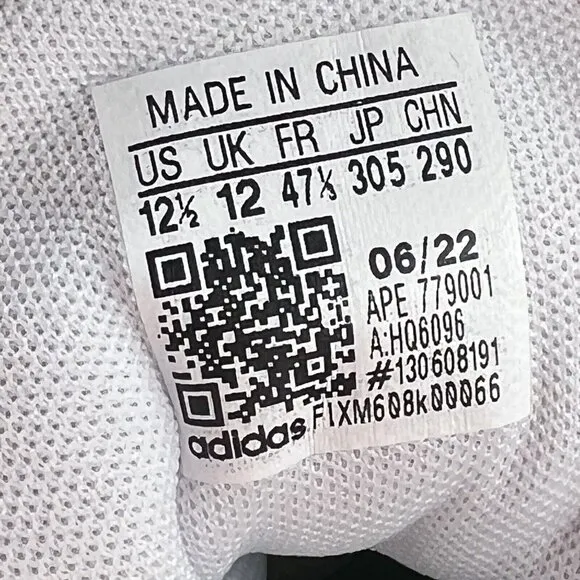 MADE IN CHINA
US UK FR JP CHN
12½ 12 47⅓ 305 290
06/22
APE 779001
A:HQ6096
#130608191
FIXM608k00066
adidas